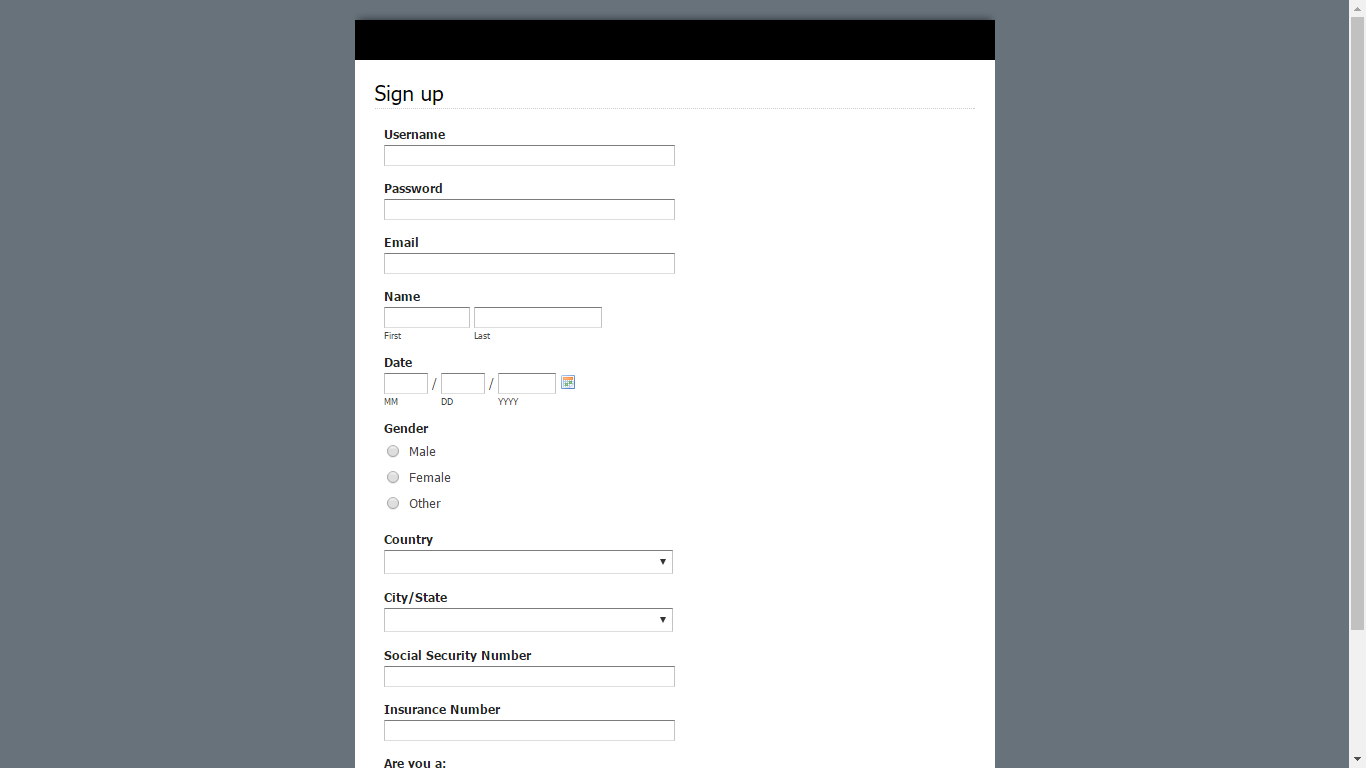 Sign up
Username
Password
Email
Name
First Last
Date
/ /
MM DD YYYY
Gender
Male
Female
Other
Country
City/State
Social Security Number
Insurance Number
Are you a: